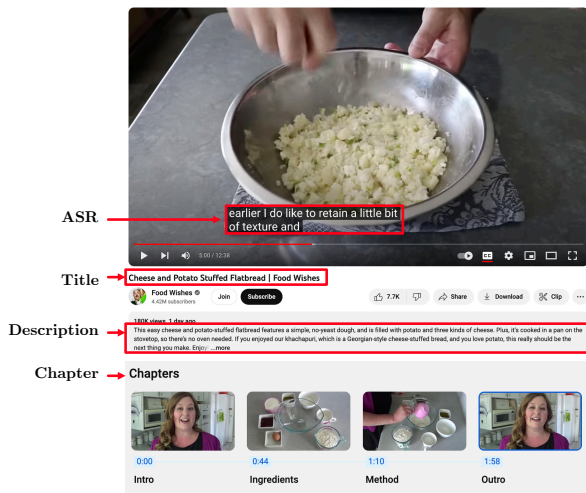 earlier I do like to retain a little bit
of texture and
ASR
5:00 / 12:38
CC
Title
Cheese and Potato Stuffed Flatbread | Food Wishes
Food Wishes
4.42M subscribers
Join
Subscribe
7.7K
Share
Download
Clip
180K views 1 day ago
Description
This easy cheese and potato-stuffed flatbread features a simple, no-yeast dough, and is filled with potato and three kinds of cheese. Plus, it's cooked in a pan on the
stovetop, so there's no oven needed. If you enjoyed our khachapuri, which is a Georgian-style cheese-stuffed bread, and you love potato, this really should be the
next thing you make. Enjoy ...more
Chapter
Chapters
0:00 0:44 1:10 1:58
Intro Ingredients Method Outro